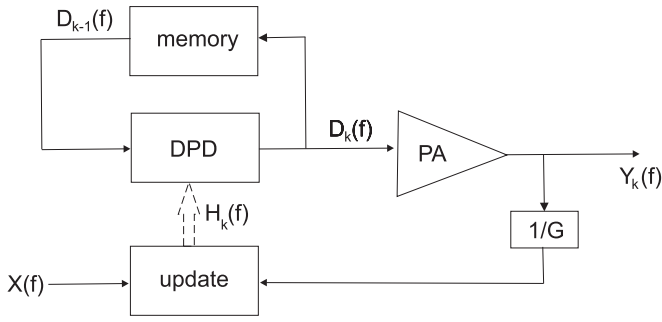 D_{k-1}(f)
memory
DPD
D_k(f)
PA
Y_k(f)
H_k(f)
1/G
X(f)
update